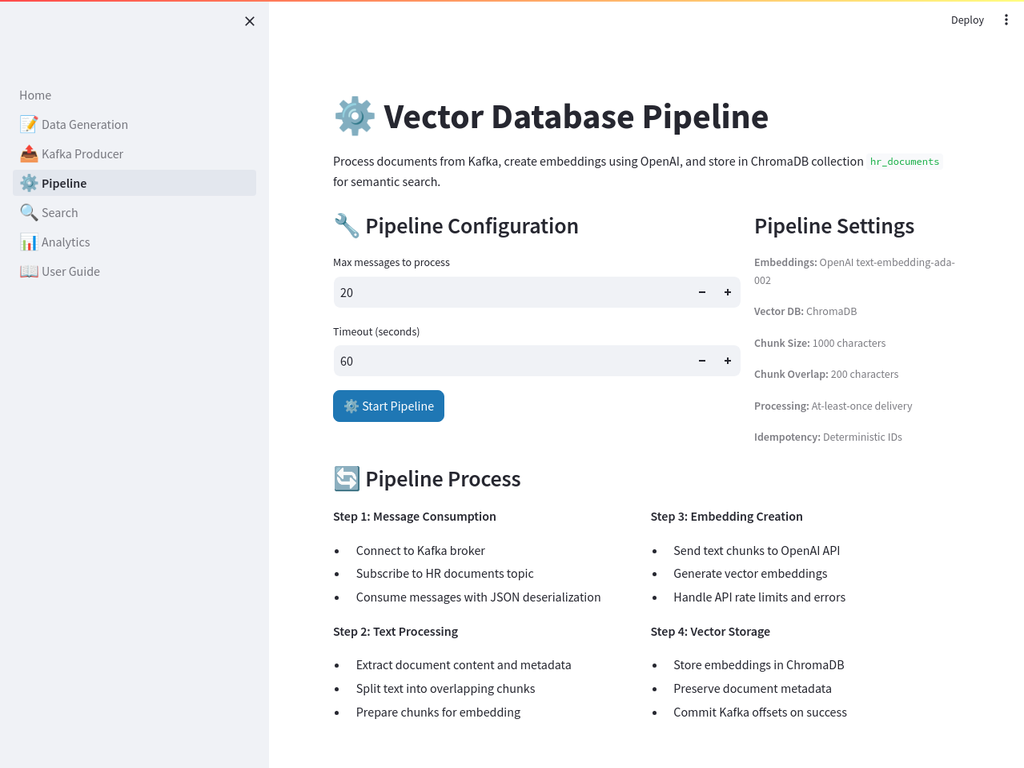 Deploy
Home
Data Generation
Kafka Producer
Pipeline
Search
Analytics
User Guide
Vector Database Pipeline
Process documents from Kafka, create embeddings using OpenAI, and store in ChromaDB collection hr_documents
for semantic search.
Pipeline Configuration
Max messages to process
20
Timeout (seconds)
60
Start Pipeline
Pipeline Settings
Embeddings: OpenAI text-embedding-ada-
002
Vector DB: ChromaDB
Chunk Size: 1000 characters
Chunk Overlap: 200 characters
Processing: At-least-once delivery
Idempotency: Deterministic IDs
Pipeline Process
Step 1: Message Consumption
• Connect to Kafka broker
• Subscribe to HR documents topic
• Consume messages with JSON deserialization
Step 2: Text Processing
• Extract document content and metadata
• Split text into overlapping chunks
• Prepare chunks for embedding
Step 3: Embedding Creation
• Send text chunks to OpenAI API
• Generate vector embeddings
• Handle API rate limits and errors
Step 4: Vector Storage
• Store embeddings in ChromaDB
• Preserve document metadata
• Commit Kafka offsets on success